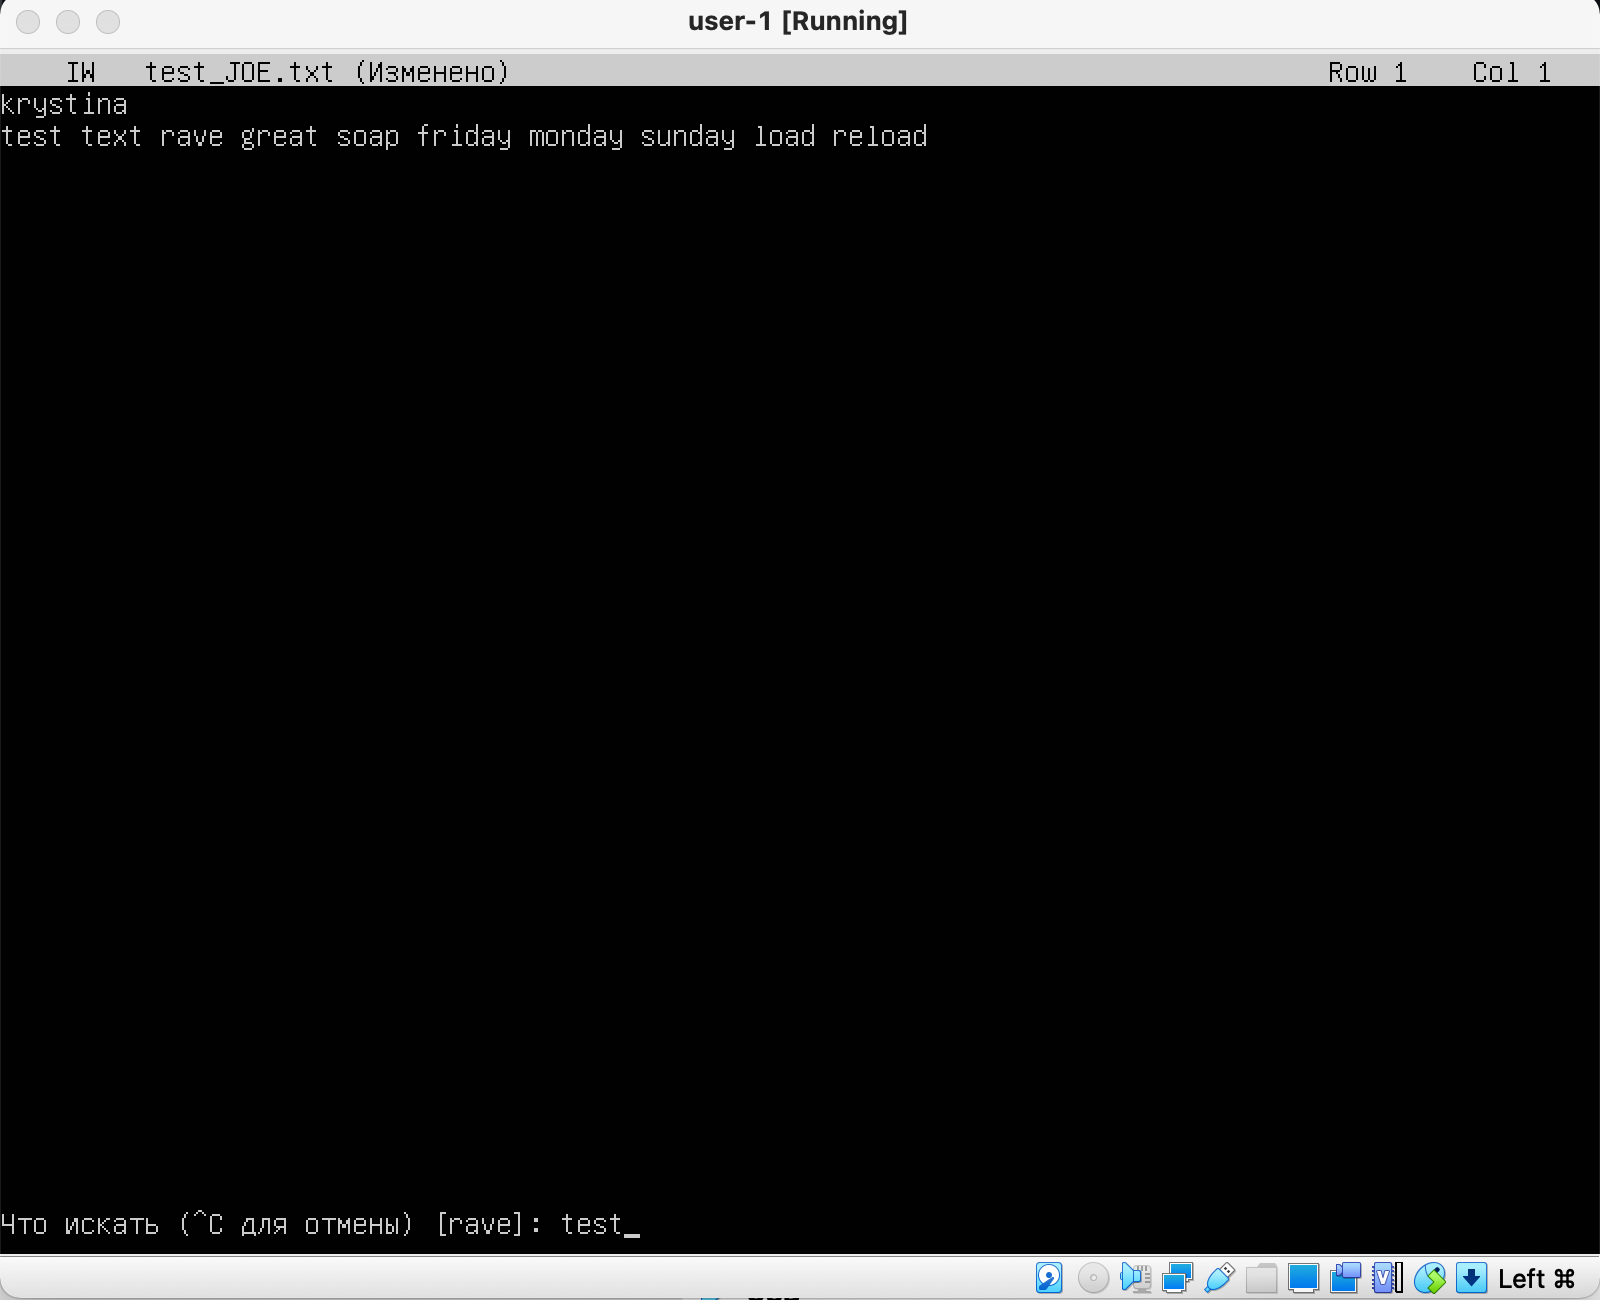 user-1 [Running]
IW test_JOE.txt (Изменено) Row 1 Col 1
krystina
test text rave great soap friday monday sunday load reload
Что искать (^C для отмены) [rave]: test_
Left ⌘